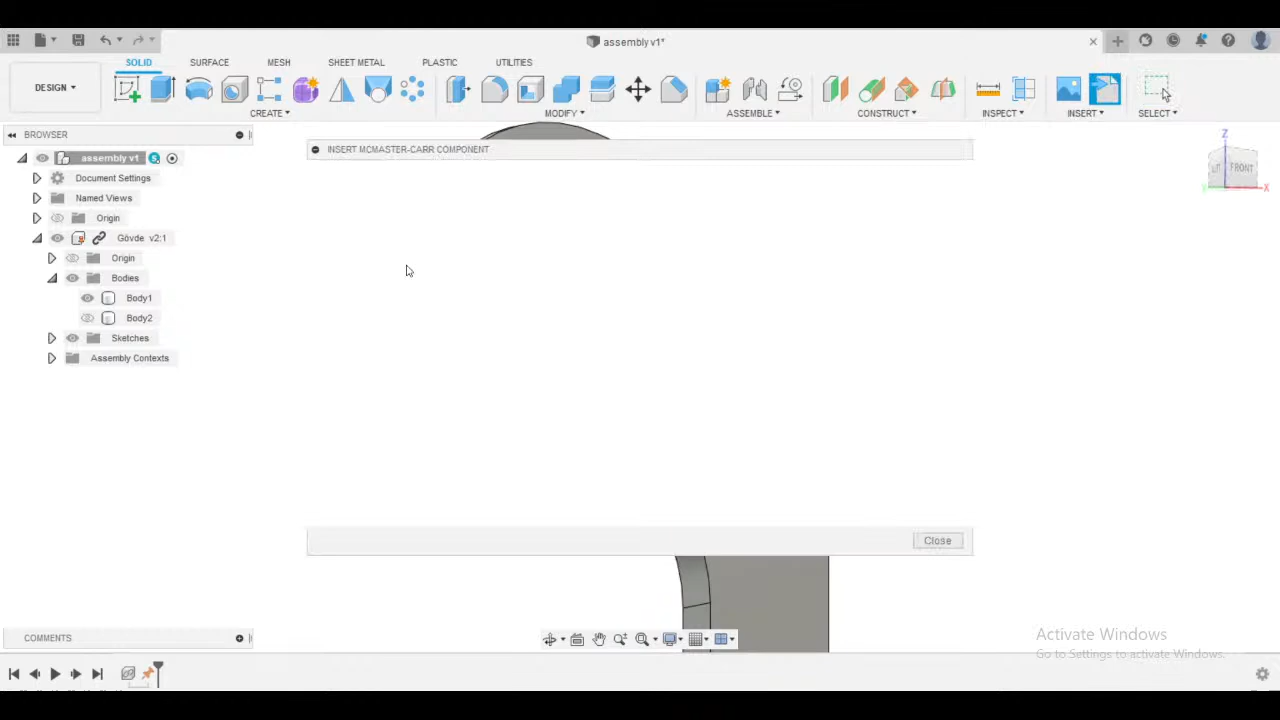 assembly v1*
SOLID SURFACE MESH SHEET METAL PLASTIC UTILITIES
DESIGN
CREATE MODIFY ASSEMBLE CONSTRUCT INSPECT INSERT SELECT
BROWSER
INSERT MCMASTER-CARR COMPONENT
assembly v1
Document Settings
Named Views
Origin
Gövde v2:1
Origin
Bodies
Body1
Body2
Sketches
Assembly Contexts
Z
FRONT
X
Close
COMMENTS
Activate Windows
Go to Settings to activate Windows.